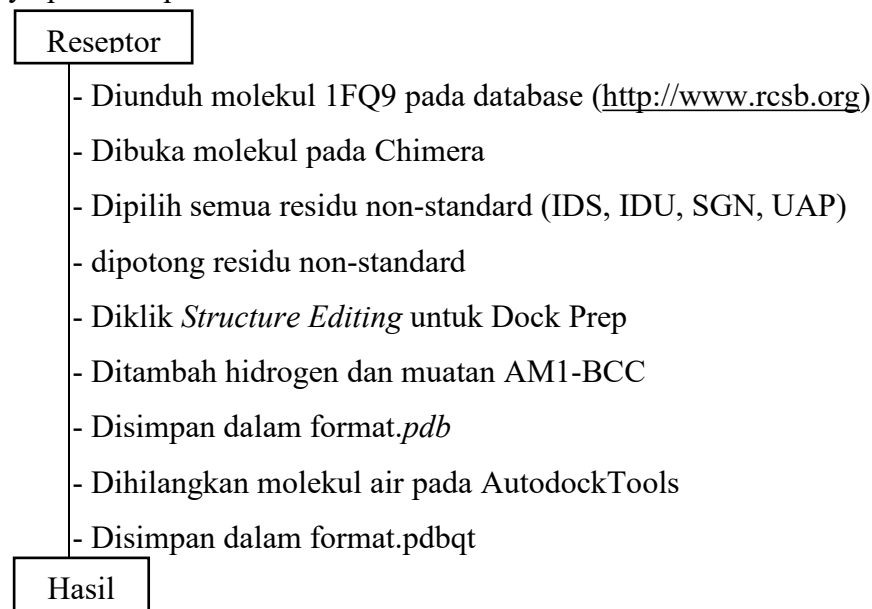 Reseptor
- Diunduh molekul 1FQ9 pada database (http://www.rcsb.org)
- Dibuka molekul pada Chimera
- Dipilih semua residu non-standard (IDS, IDU, SGN, UAP)
- dipotong residu non-standard
- Diklik Structure Editing untuk Dock Prep
- Ditambah hidrogen dan muatan AM1-BCC
- Disimpan dalam format.pdb
- Dihilangkan molekul air pada AutodockTools
- Disimpan dalam format.pdbqt
Hasil